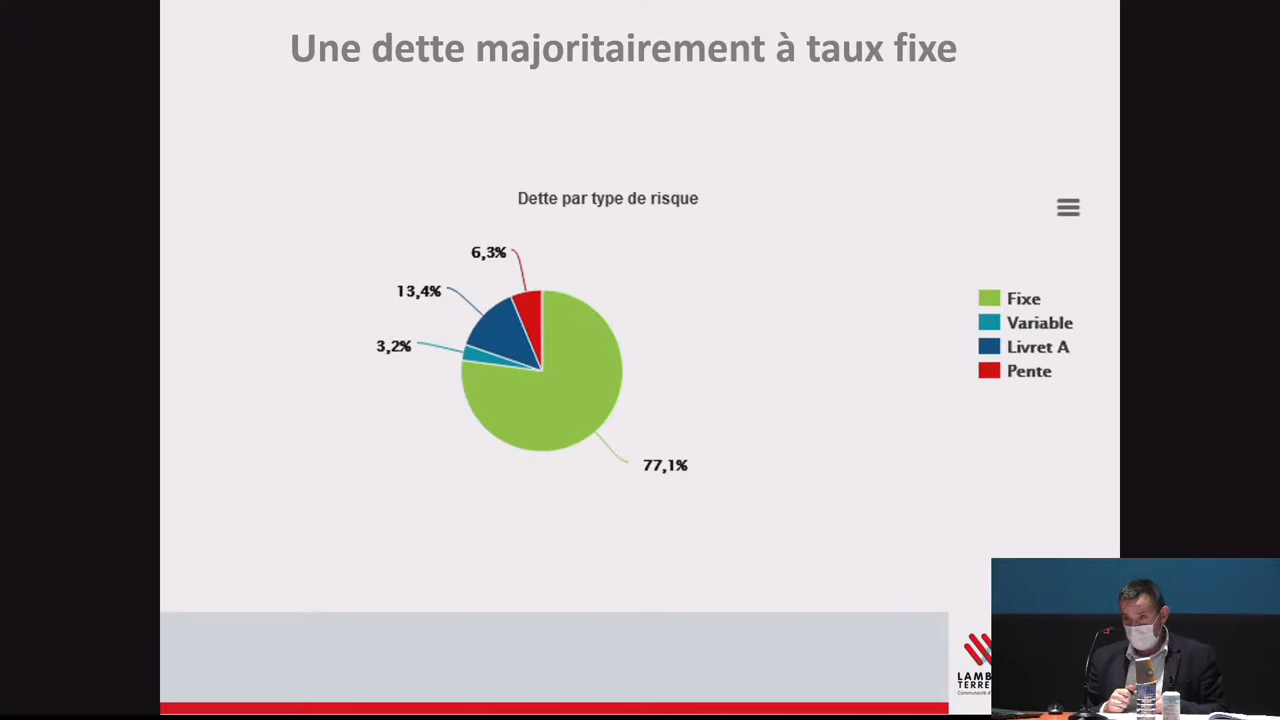 Une dette majoritairement à taux fixe
Dette par type de risque
6,3%
13,4%
3,2%
77,1%
Fixe
Variable
Livret A
Pente
LAMB
TERRE